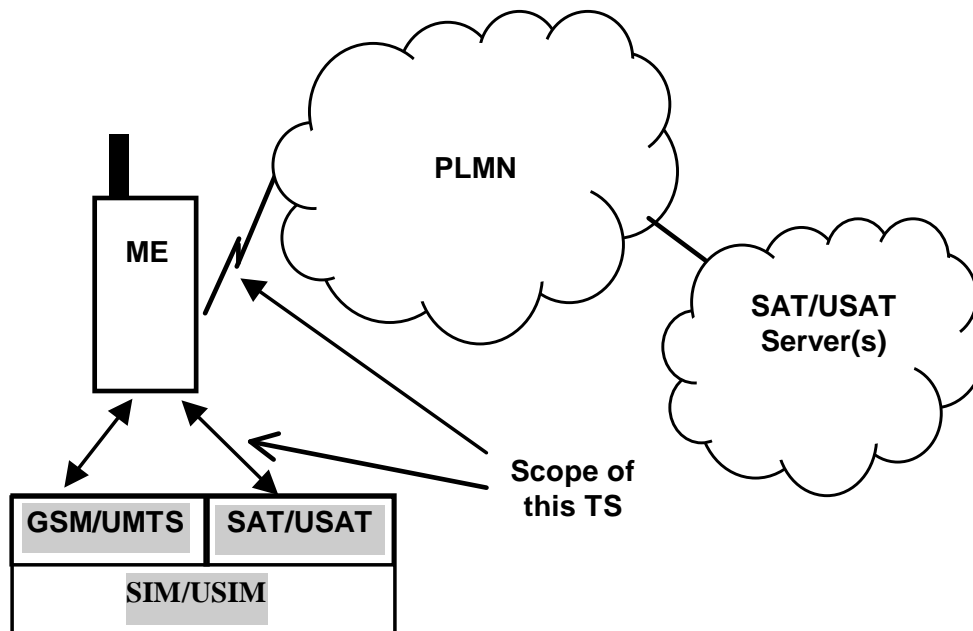 PLMN
ME
SAT/USAT
Server(s)
Scope of
this TS
GSM/UMTS
SAT/USAT
SIM/USIM